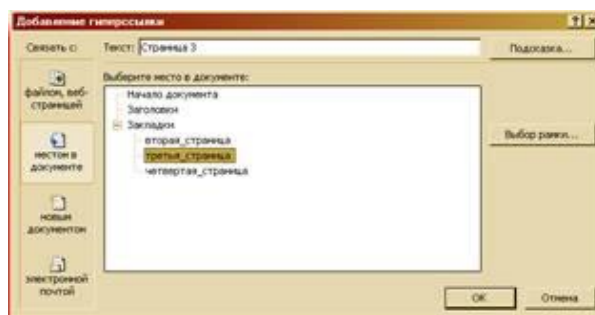 Добавление гиперссылки
Связать с:
Текст: Страница 3
Подсказка...
Выберите место в документе:
файлом, веб-
страницей
местом в
документе
новым
документом
электронной
почтой
Начало документа
Заголовки
Закладки
вторая_страница
третья_страница
четвертая_страница
Выбор рамки...
ОК
Отмена